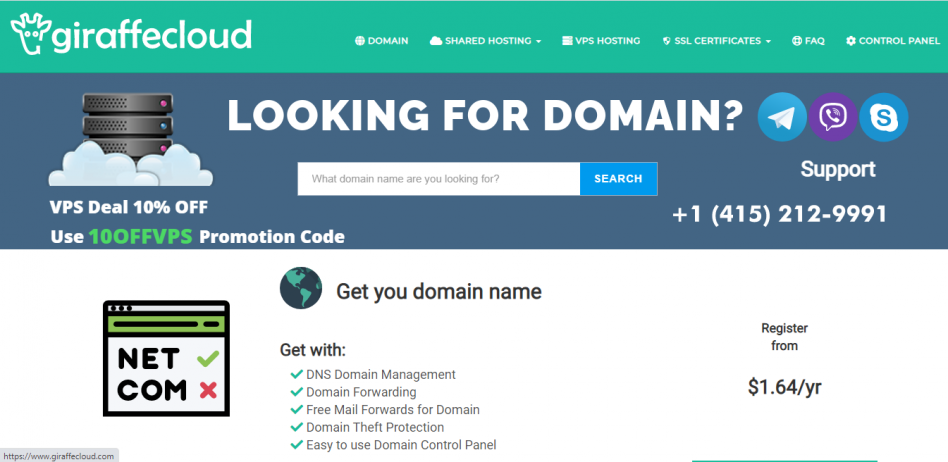 giraffecloud
DOMAIN
SHARED HOSTING
VPS HOSTING
SSL CERTIFICATES
FAQ
CONTROL PANEL
LOOKING FOR DOMAIN?
What domain name are you looking for?
SEARCH
VPS Deal 10% OFF
Use 10OFFVPS Promotion Code
Support
+1 (415) 212-9991
NET
COM
Get you domain name
Get with:
DNS Domain Management
Domain Forwarding
Free Mail Forwards for Domain
Domain Theft Protection
Easy to use Domain Control Panel
Register
from
$1.64/yr
https://www.giraffecloud.com